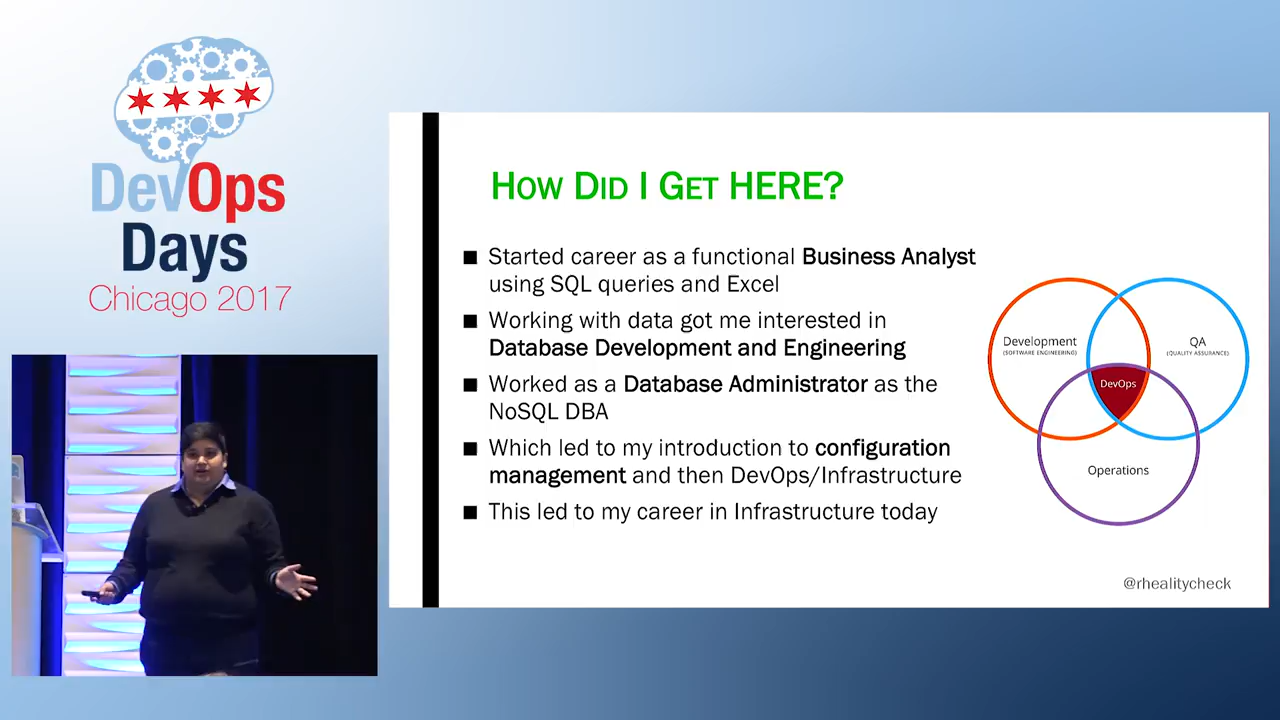 DevOps
Days
Chicago 2017
HOW DID I GET HERE?
Started career as a functional Business Analyst
using SQL queries and Excel
Working with data got me interested in
Database Development and Engineering
Worked as a Database Administrator as the
NoSQL DBA
Which led to my introduction to configuration
management and then DevOps/Infrastructure
This led to my career in Infrastructure today
Development
(SOFTWARE ENGINEERING)
QA
(QUALITY ASSURANCE)
DevOps
Operations
@rhealitycheck